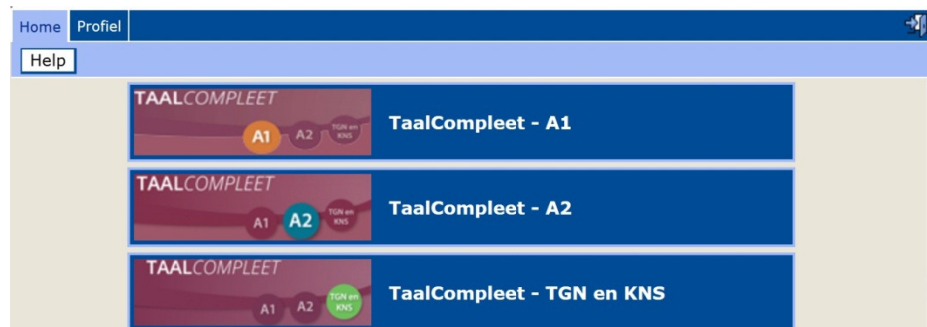 Home Profiel
Help
TAALCOMPLEET
A1 A2 TGN en KNS
TaalCompleet - A1
TAALCOMPLEET
A1 A2 TGN en KNS
TaalCompleet - A2
TAALCOMPLEET
A1 A2 TGN en KNS
TaalCompleet - TGN en KNS